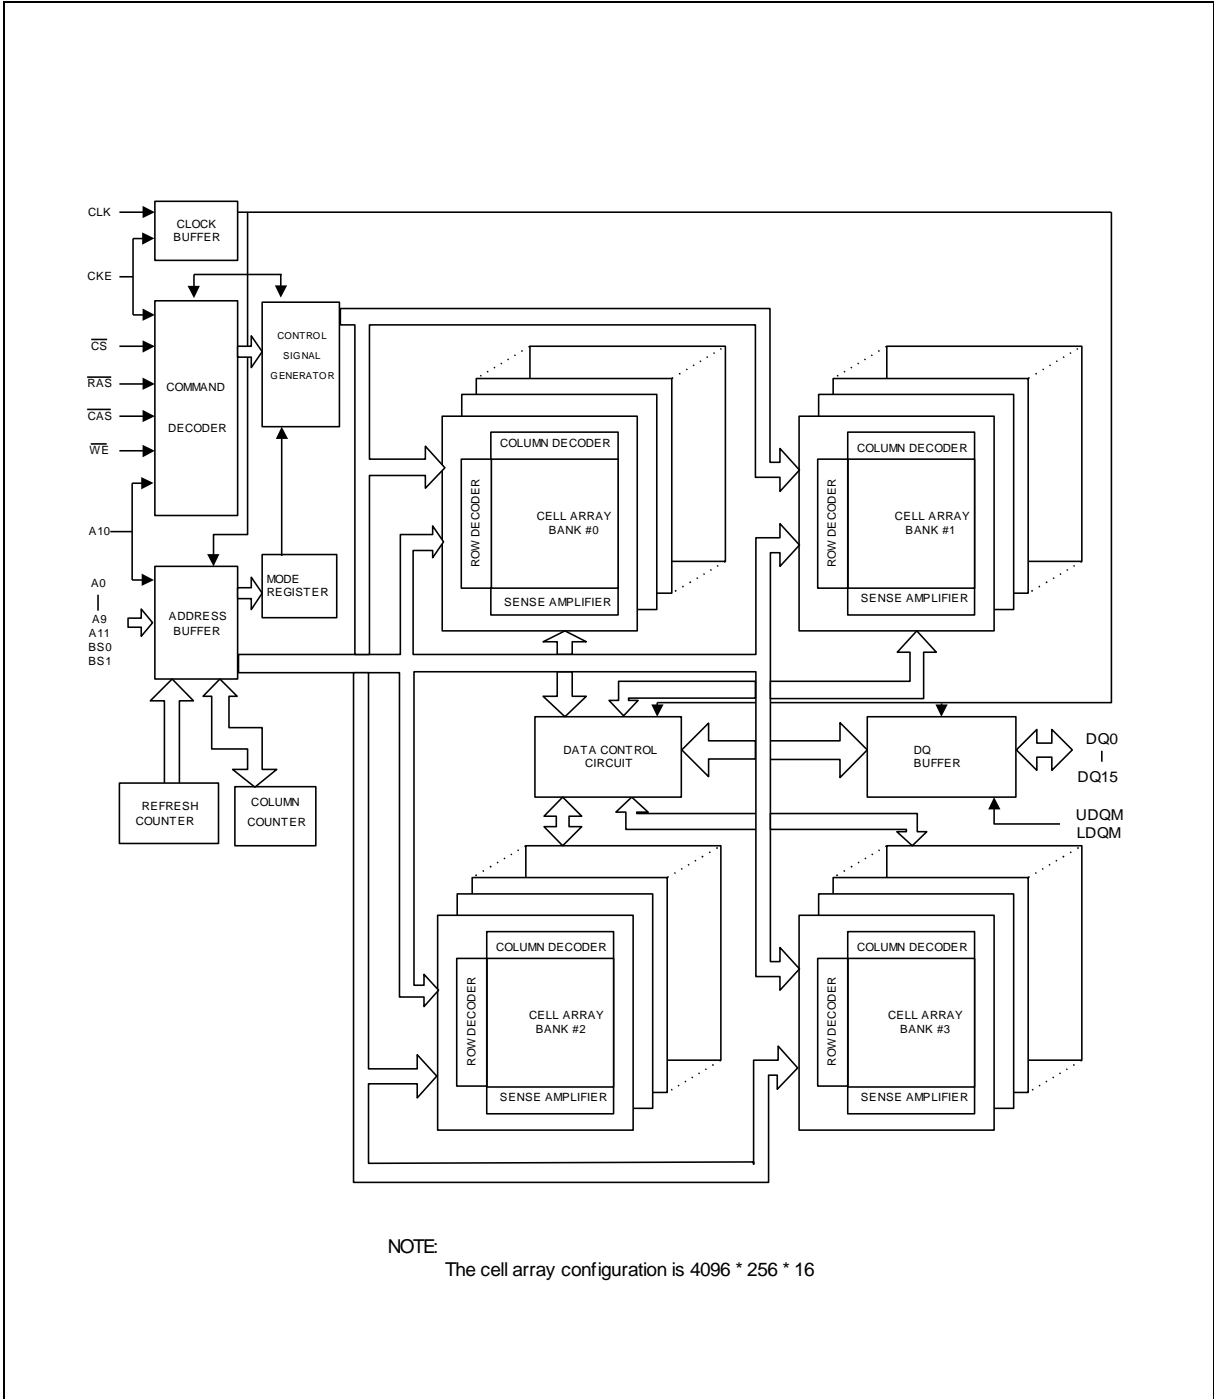 CLK
CLOCK
BUFFER
CKE
CS
RAS
CAS
WE
COMMAND
DECODER
CONTROL
SIGNAL
GENERATOR
A10
A0
A9
A11
BS0
BS1
ADDRESS
BUFFER
MODE
REGISTER
REFRESH
COUNTER
COLUMN
COUNTER
COLUMN DECODER
ROW DECODER
CELL ARRAY
BANK #0
SENSE AMPLIFIER
COLUMN DECODER
ROW DECODER
CELL ARRAY
BANK #1
SENSE AMPLIFIER
DATA CONTROL
CIRCUIT
DQ
BUFFER
DQ0
DQ15
UDQM
LDQM
COLUMN DECODER
ROW DECODER
CELL ARRAY
BANK #2
SENSE AMPLIFIER
COLUMN DECODER
ROW DECODER
CELL ARRAY
BANK #3
SENSE AMPLIFIER
NOTE:
The cell array configuration is 4096 * 256 * 16